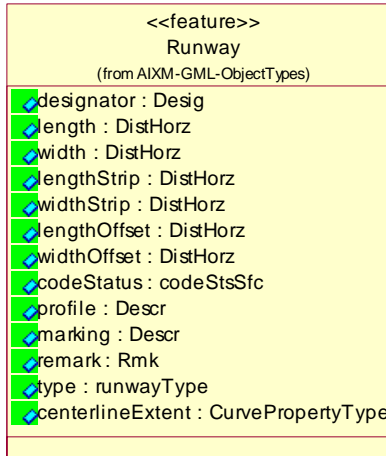 <<feature>>
Runway
(from AIXM-GML-ObjectTypes)
designator : Desig
length : DistHorz
width : DistHorz
lengthStrip : DistHorz
widthStrip : DistHorz
lengthOffset : DistHorz
widthOffset : DistHorz
codeStatus : codeStsSfc
profile : Descr
marking : Descr
remark : Rmk
type : runwayType
centerlineExtent : CurvePropertyType